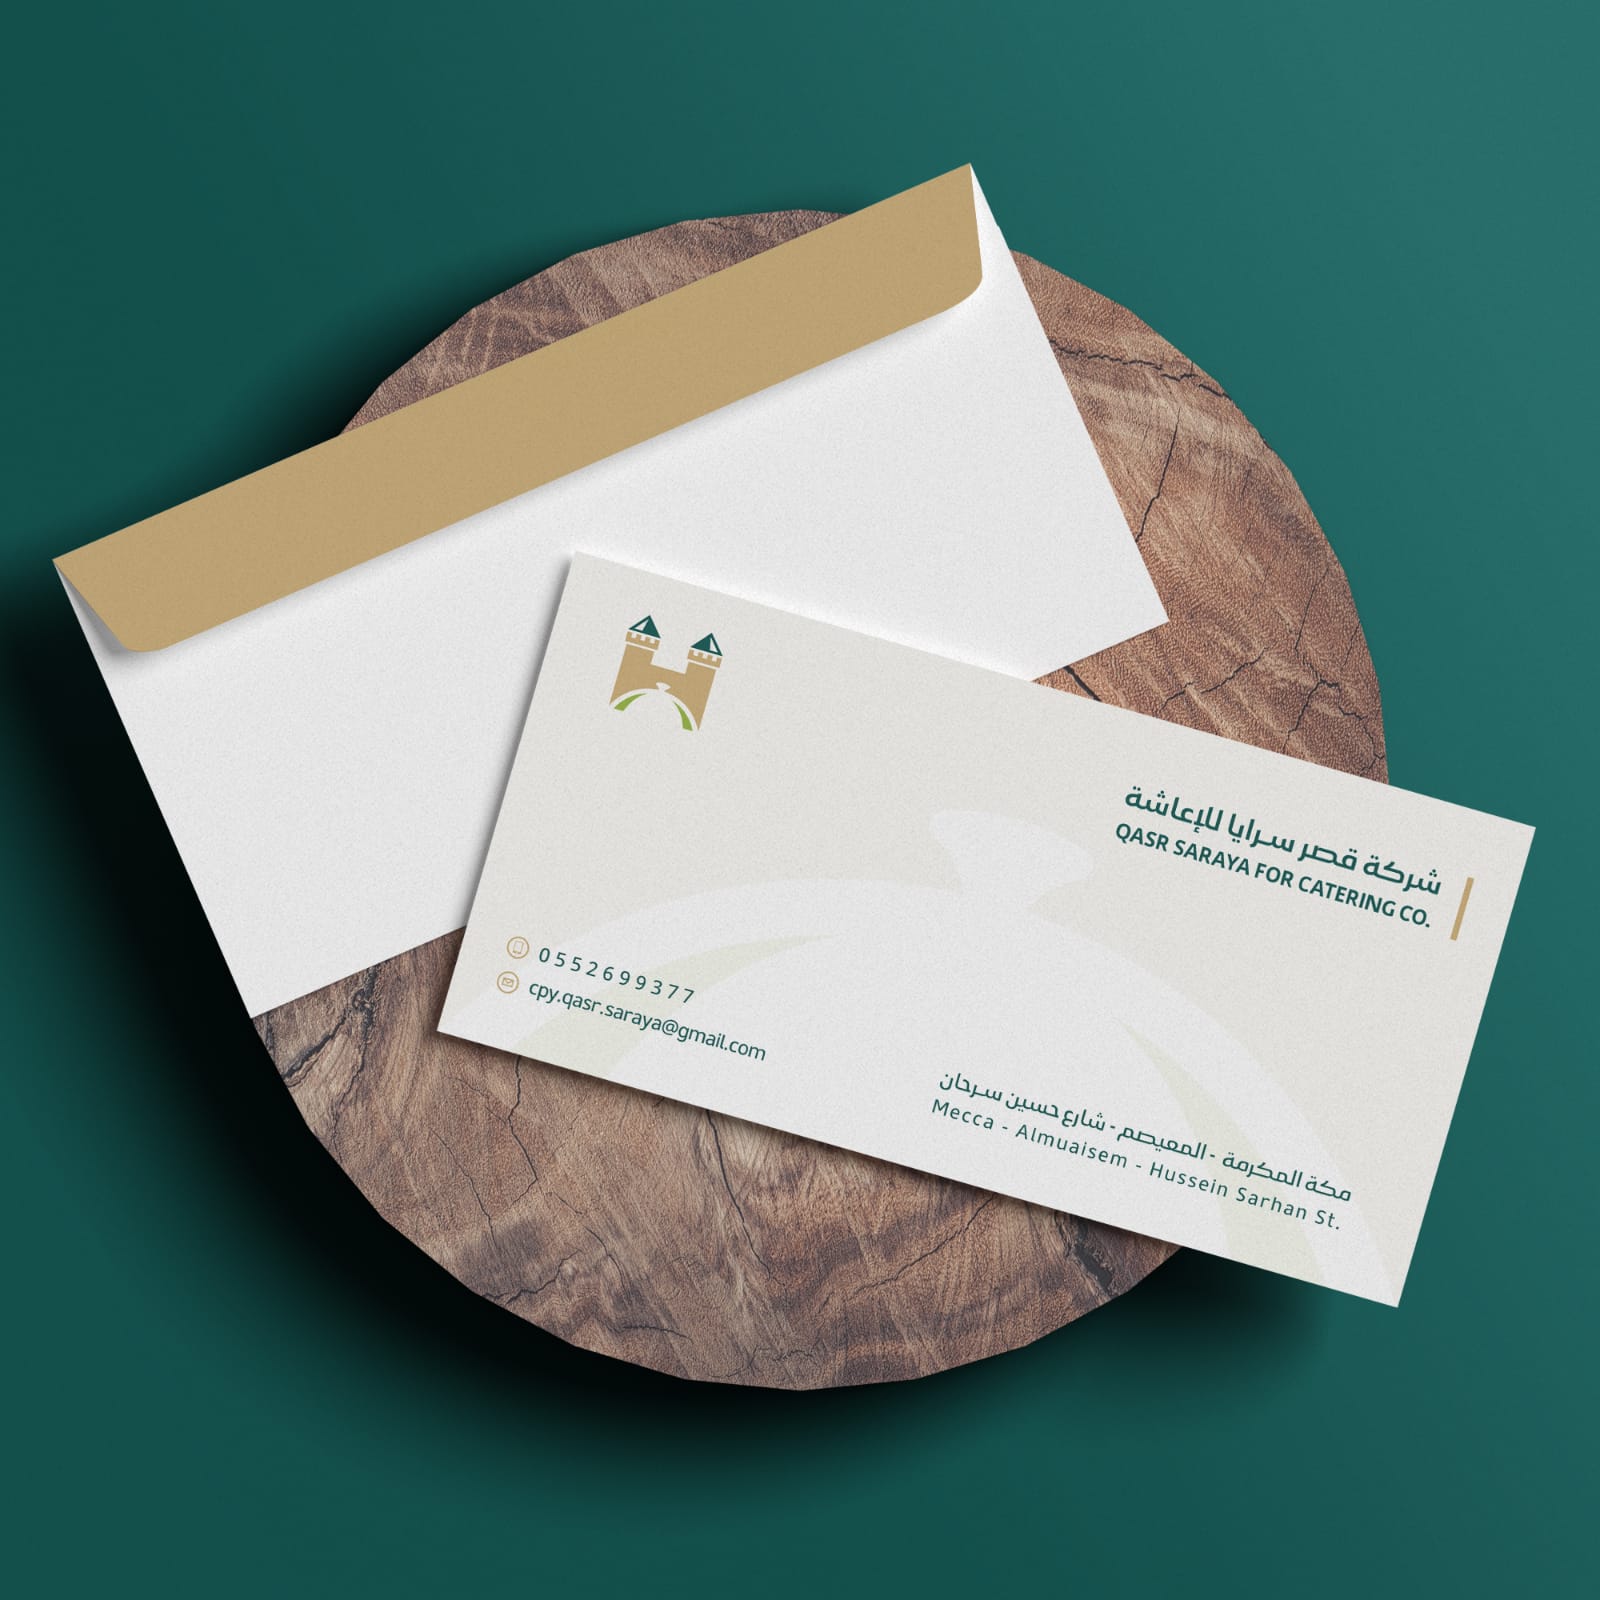 شركة قصر سرايا للإعاشة
QASR SARAYA FOR CATERING CO.
0552699377
cpy.qasr.saraya@gmail.com
مكة المكرمة - المعيصم - شارع حسين سرحان
Mecca - Almuaisem - Hussein Sarhan St.